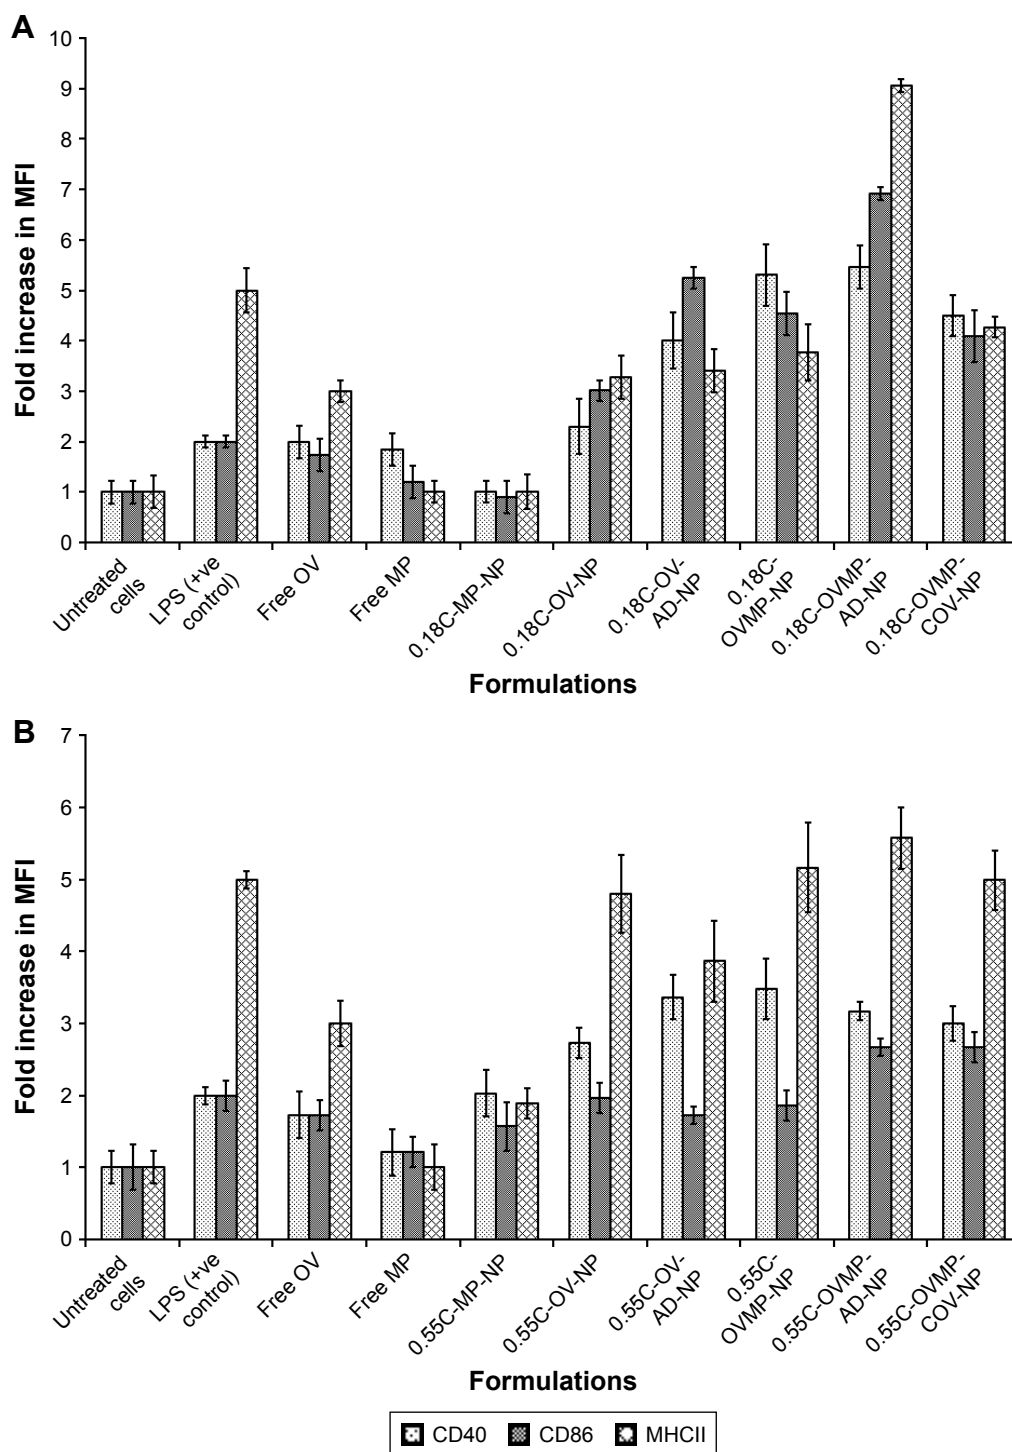 A
10
9
8
7
6
5
4
3
2
1
0
Fold increase in MFI
Untreated
cells
LPS (+ve
control)
Free OV
Free MP
0.18C-MP-NP
0.18C-OV-NP
0.18C-OV-
AD-NP
0.18C-
OVMP-NP
0.18C-OVMP-
AD-NP
0.18C-OVMP-
COV-NP
Formulations
B
7
6
5
4
3
2
1
0
Fold increase in MFI
Untreated
cells
LPS (+ve
control)
Free OV
Free MP
0.55C-MP-NP
0.55C-OV-NP
0.55C-OV-
AD-NP
0.55C-
OVMP-NP
0.55C-OVMP-
AD-NP
0.55C-OVMP-
COV-NP
Formulations
CD40 CD86 MHCII